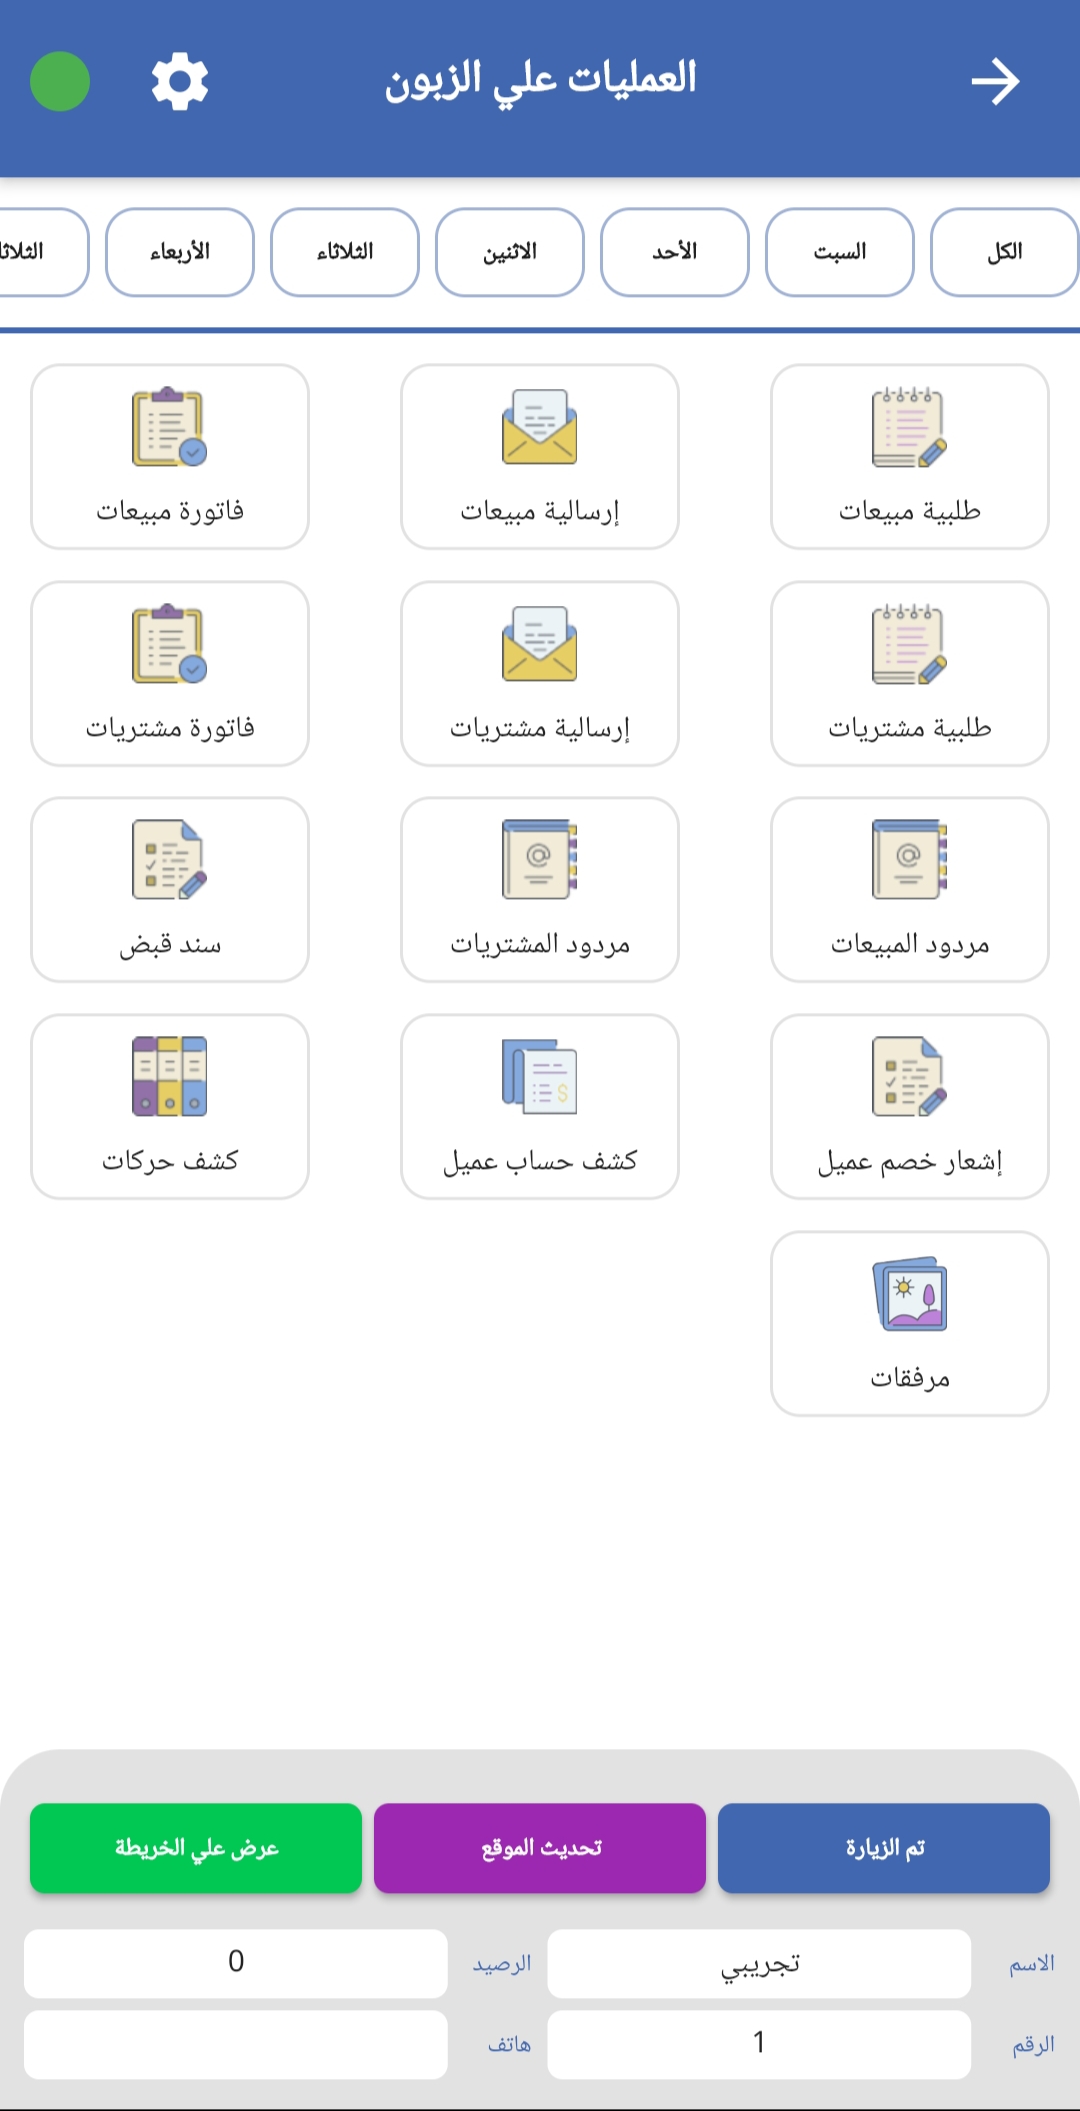 العمليات علي الزبون
الكل
السبت
الأحد
الاثنين
الثلاثاء
الأربعاء
طلبية مبيعات
إرسالية مبيعات
فاتورة مبيعات
طلبية مشتريات
إرسالية مشتريات
فاتورة مشتريات
مردود المبيعات
مردود المشتريات
سند قبض
إشعار خصم عميل
كشف حساب عميل
كشف حركات
مرفقات
تم الزيارة
تحديث الموقع
عرض علي الخريطة
الاسم
تجريبي
الرصيد
0
الرقم
1
هاتف